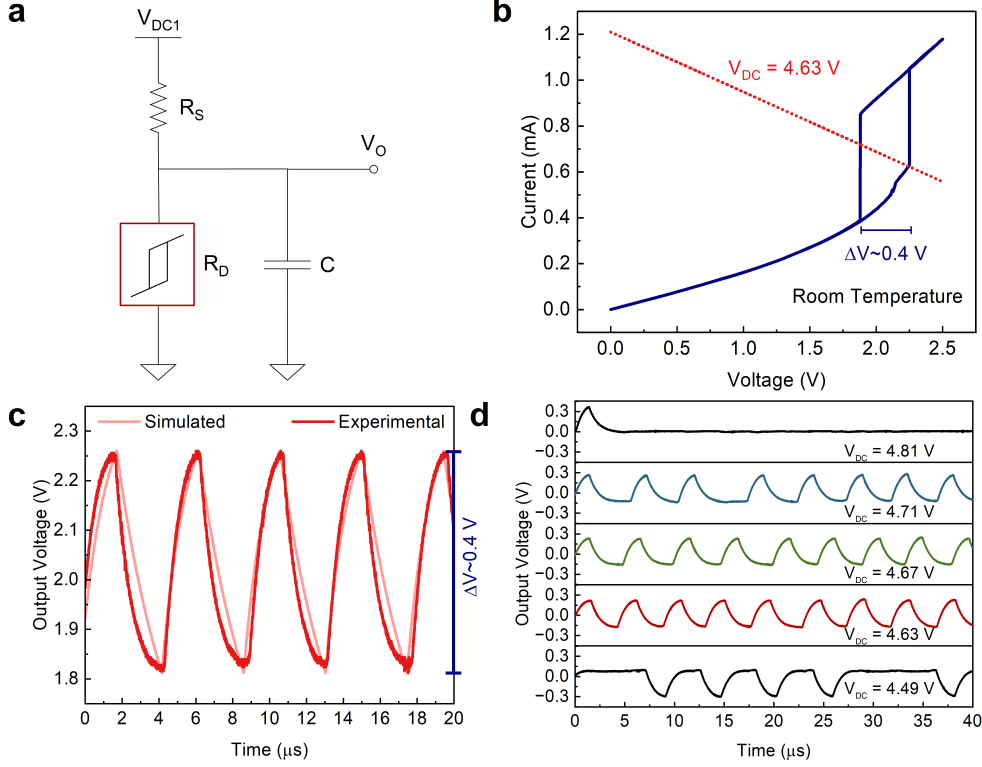 a
V_DC1
R_S
V_O
R_D
C
b
V_DC = 4.63 V
ΔV~0.4 V
Room Temperature
Current (mA)
1.2
1.0
0.8
0.6
0.4
0.2
0.0
0.0 0.5 1.0 1.5 2.0 2.5
Voltage (V)
c
Simulated
Experimental
Output Voltage (V)
2.3
2.2
2.1
2.0
1.9
1.8
ΔV~0.4 V
0 2 4 6 8 10 12 14 16 18 20
Time (μs)
d
Output Voltage (V)
0.3
0.0
−0.3
V_DC = 4.81 V
0.3
0.0
−0.3
V_DC = 4.71 V
0.3
0.0
−0.3
V_DC = 4.67 V
0.3
0.0
−0.3
V_DC = 4.63 V
0.3
0.0
−0.3
V_DC = 4.49 V
0 5 10 15 20 25 30 35 40
Time (μs)